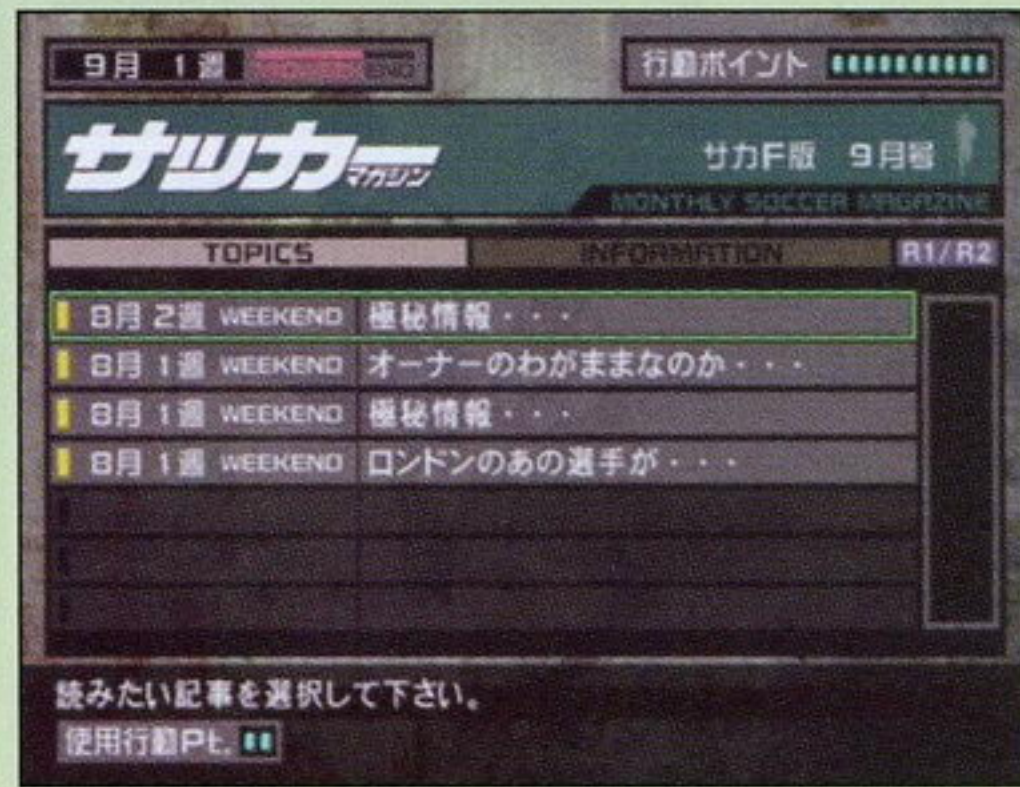 9月 1週
行動ポイント
サッカーマガジン
サカF版 9月号
MONTHLY SOCCER MAGAZINE
TOPICS INFORMATION R1/R2
8月 2週 WEEKEND 極秘情報・・・
8月 1週 WEEKEND オーナーのわがままなのか・・・
8月 1週 WEEKEND 極秘情報・・・
8月 1週 WEEKEND ロンドンのあの選手が・・・
読みたい記事を選択して下さい。
使用行動Pt.